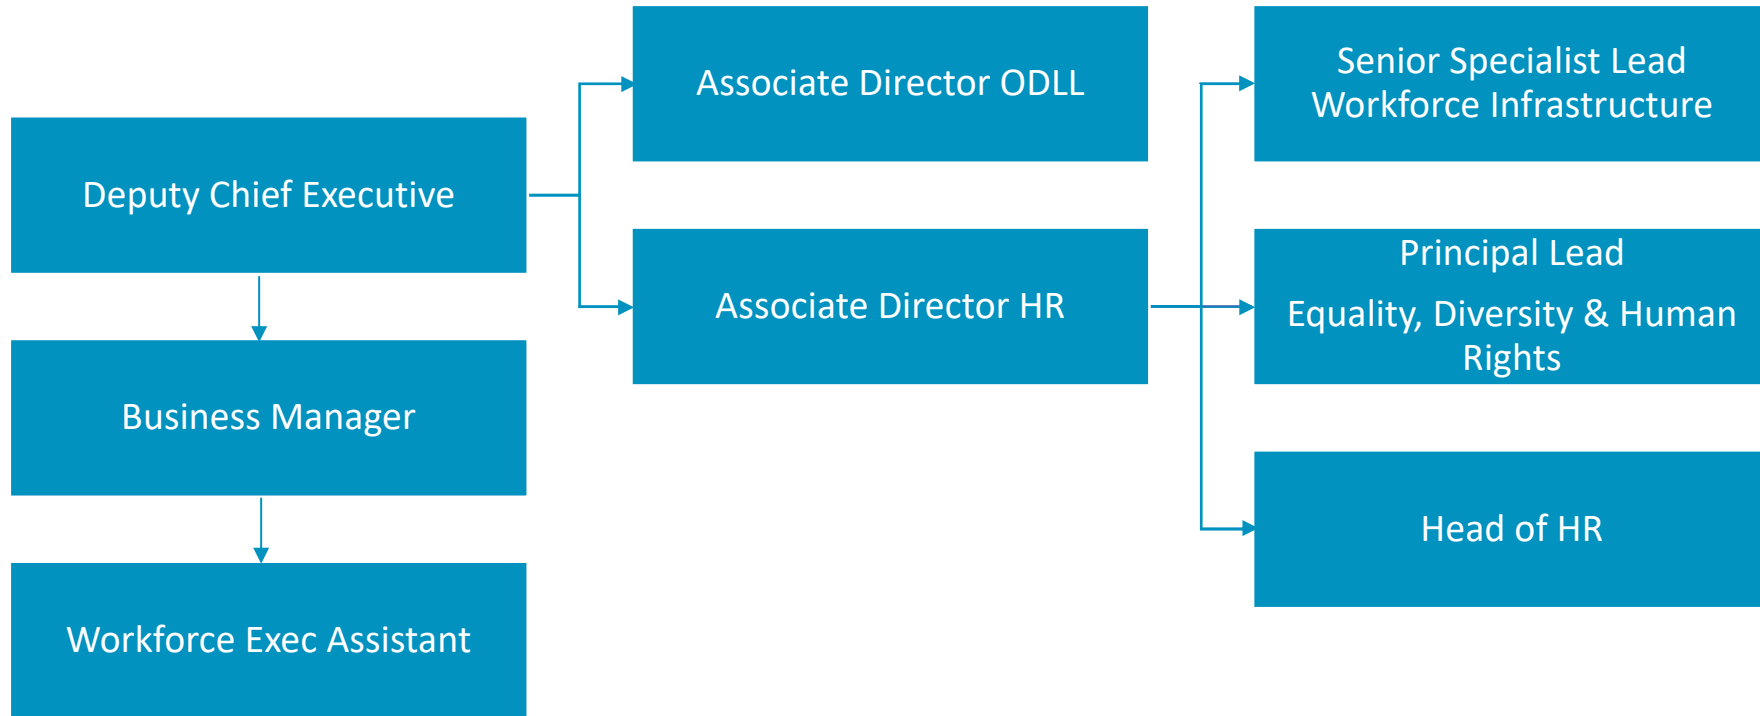 Deputy Chief Executive
Business Manager
Workforce Exec Assistant
Associate Director ODLL
Associate Director HR
Senior Specialist Lead
Workforce Infrastructure
Principal Lead
Equality, Diversity & Human
Rights
Head of HR